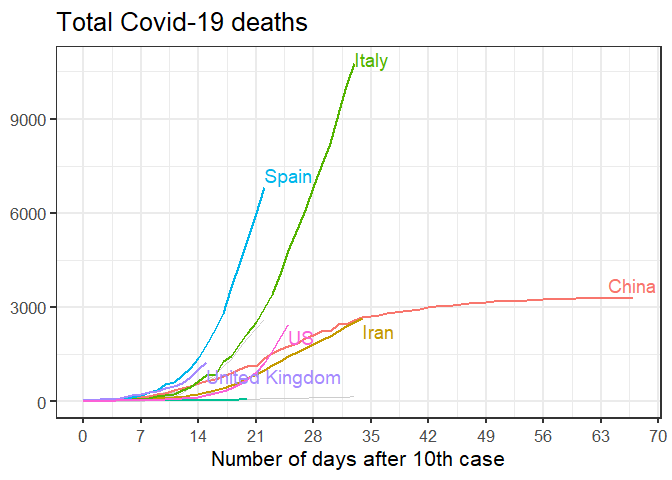 Total Covid-19 deaths
Italy
9000
Spain
6000
China
3000
US
Iran
United Kingdom
0
0 7 14 21 28 35 42 49 56 63 70
Number of days after 10th case